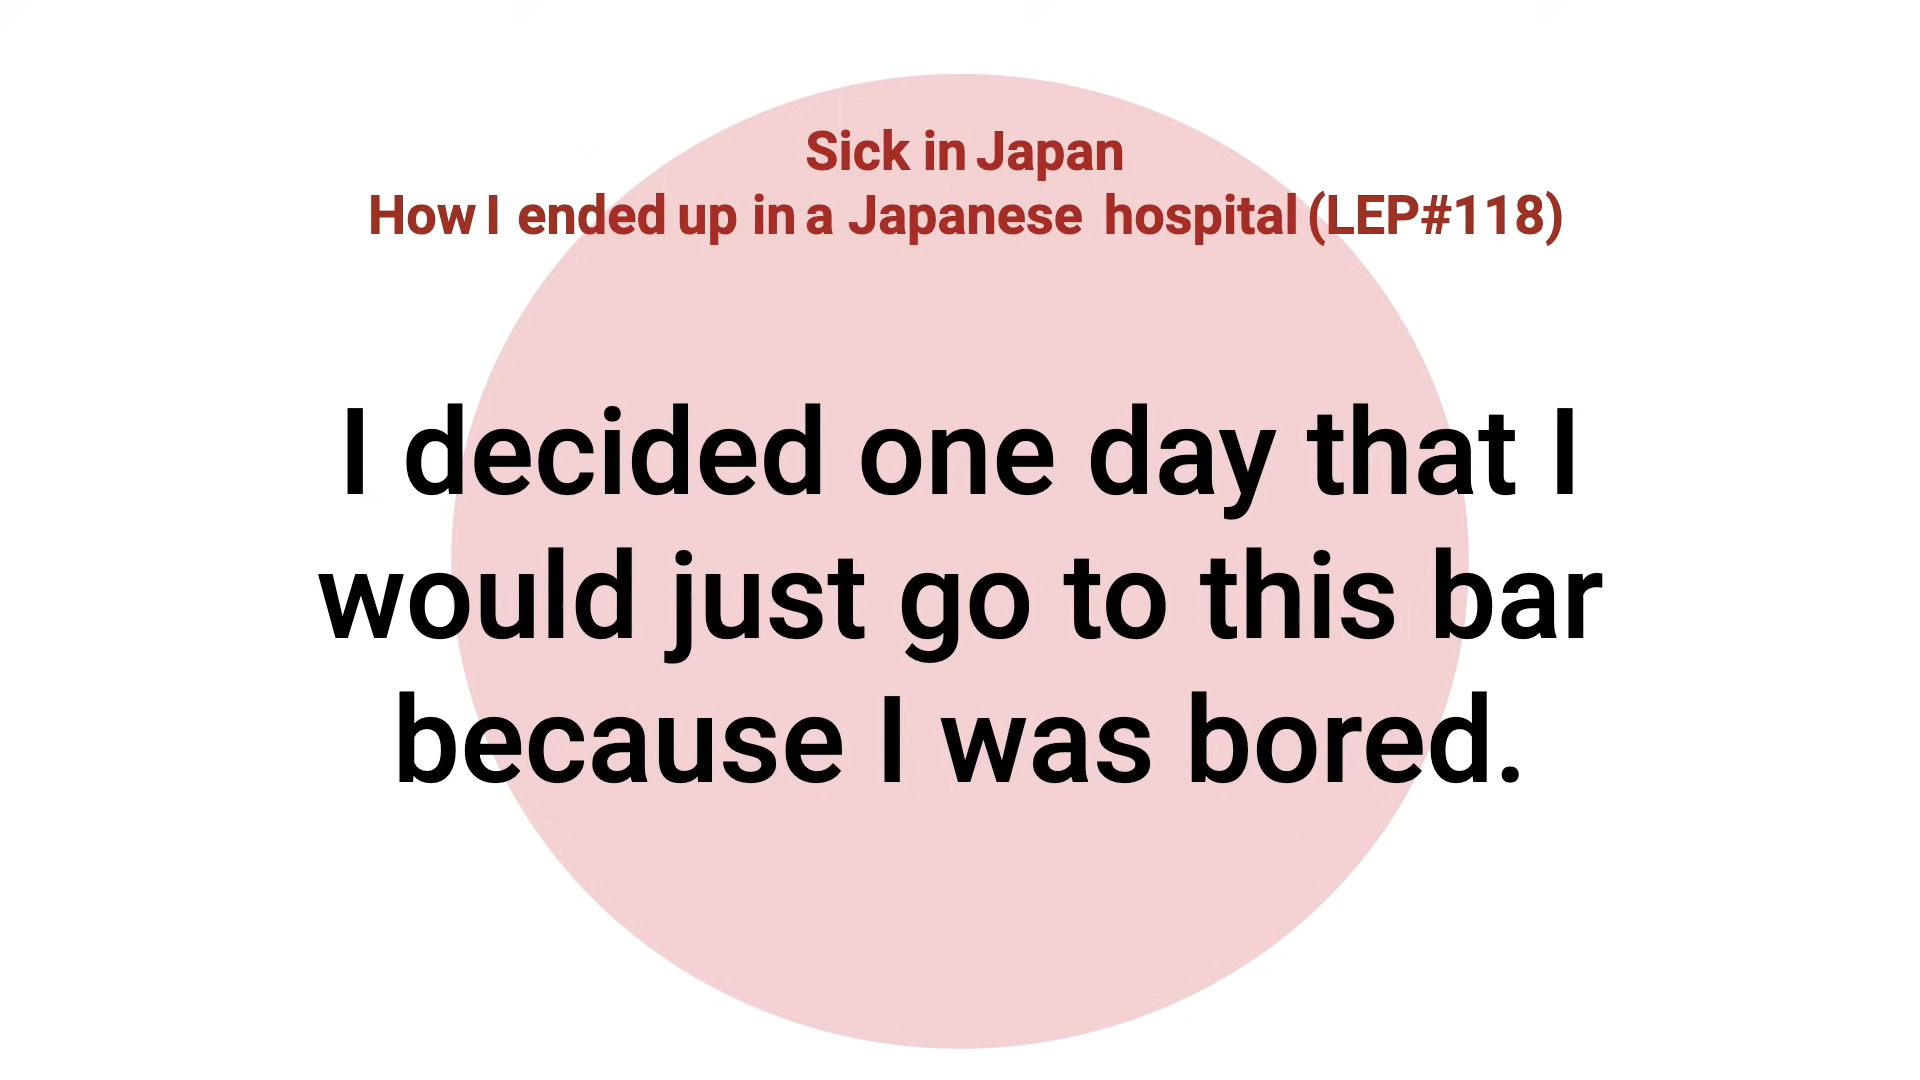 Sick in Japan
How I ended up in a Japanese hospital (LEP#118)
I decided one day that I
would just go to this bar
because I was bored.